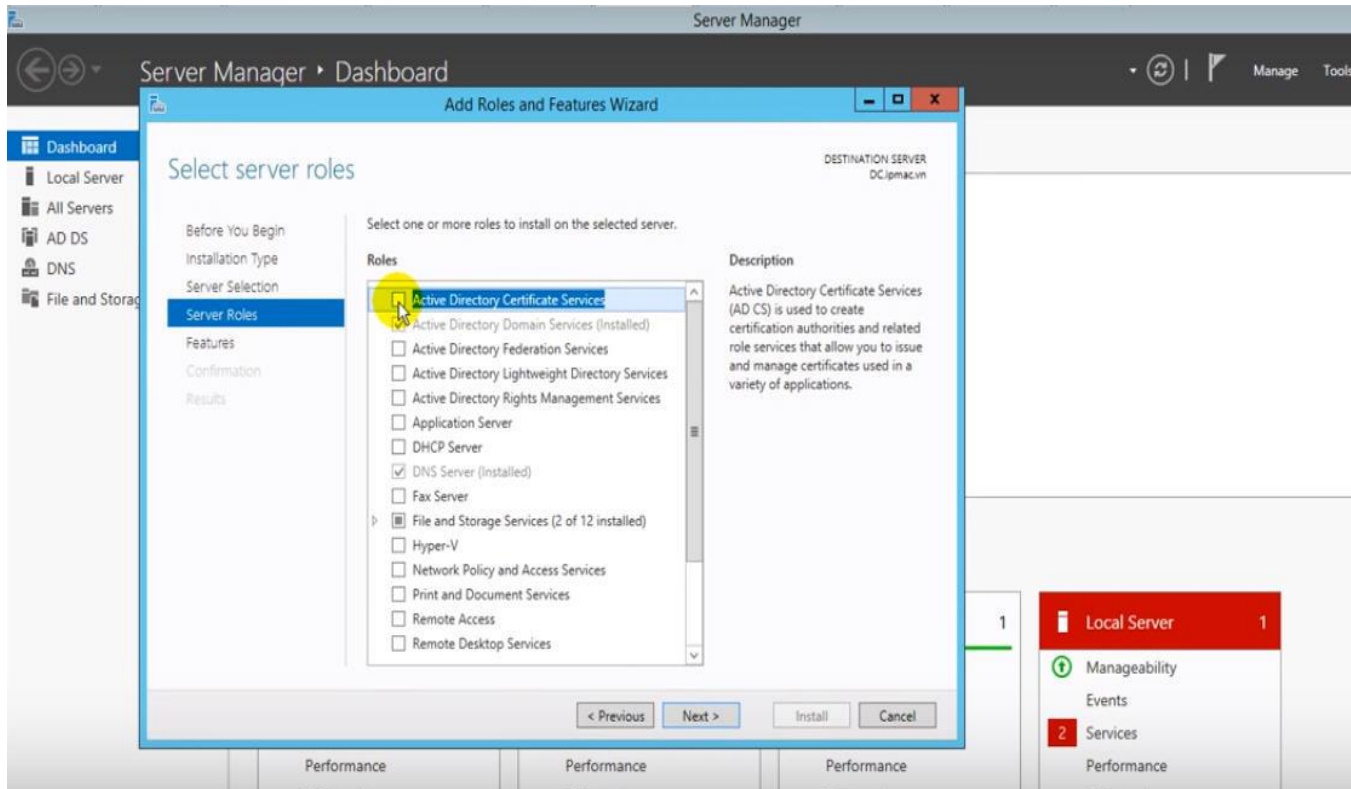 Server Manager
Server Manager • Dashboard
Manage
Tools
Add Roles and Features Wizard
Dashboard
Local Server
All Servers
AD DS
DNS
File and Storag
Select server roles
DESTINATION SERVER
DC.ipmac.vn
Before You Begin
Installation Type
Server Selection
Server Roles
Features
Confirmation
Results
Select one or more roles to install on the selected server.
Roles
Active Directory Certificate Services
Active Directory Domain Services (Installed)
Active Directory Federation Services
Active Directory Lightweight Directory Services
Active Directory Rights Management Services
Application Server
DHCP Server
DNS Server (Installed)
Fax Server
File and Storage Services (2 of 12 installed)
Hyper-V
Network Policy and Access Services
Print and Document Services
Remote Access
Remote Desktop Services
Description
Active Directory Certificate Services
(AD CS) is used to create
certification authorities and related
role services that allow you to issue
and manage certificates used in a
variety of applications.
< Previous
Next >
Install
Cancel
1
Local Server 1
Manageability
Events
2 Services
Performance
Performance
Performance
Performance